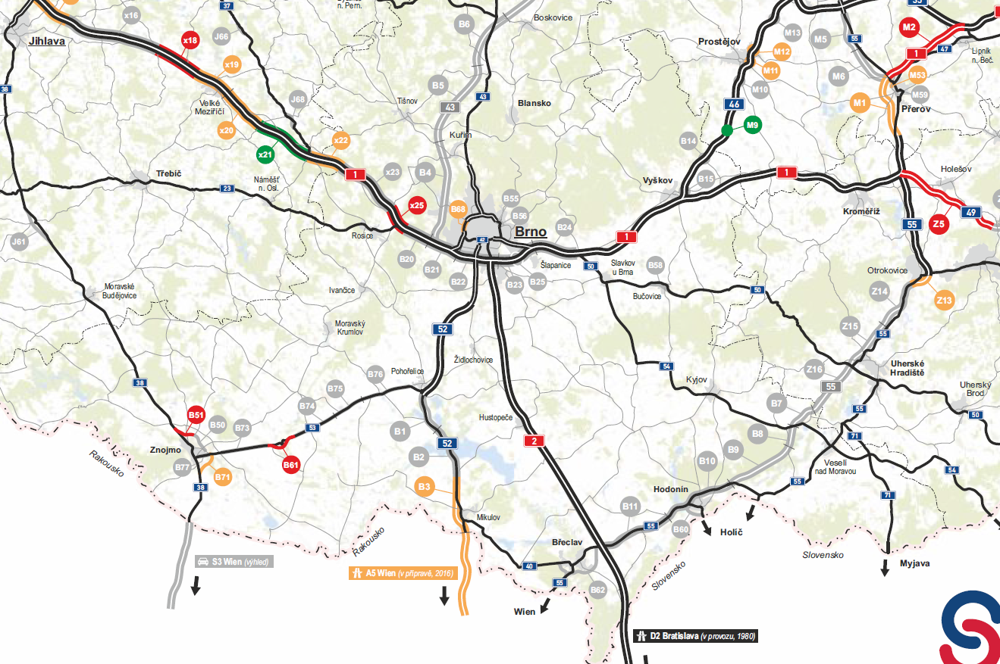 37
n. Pern.
35
x16
B6
Boskovice
M13
M5
55
M2
Jihlava
x18
J66
Prostějov
M12
47
Lipník
n. Beč.
1
x19
M11
M6
M53
38
B5
43
M10
M59
Velké
Meziříčí
J68
Tišnov
43
Blansko
46
M1
Přerov
x20
Kuřim
M9
x22
B14
x21
Třebíč
1
x23
B4
Vyškov
B15
1
Holešov
23
Náměšť
n. Osl.
B55
x25
B68
B56
Kroměříž
49
Brno
B24
55
Z5
J61
Rosice
42
1
B20
B21
Šlapanice
50
Slavkov
u Brna
B58
Otrokovice
B22
B23
B25
Moravské
Budějovice
Ivančice
Bučovice
50
Z14
Z13
Moravský
Krumlov
52
Z15
55
Židlochovice
38
B76
Pohořelice
54
Z16
Uherské
Hradiště
B75
Kyjov
55
Uherský
Brod
B74
B7
55
50
B51
B50
B73
53
Hustopeče
B1
52
2
B8
71
Znojmo
B9
B2
B10
Rakousko
B77
B71
B61
Veselí
nad Moravou
54
38
B3
Hodonín
55
71
Mikulov
B11
55
B60
Holíč
Rakousko
Břeclav
Slovensko
S3 Wien (výhled)
40
Myjava
A5 Wien (v přípravě, 2016)
55
Slovensko
B62
Wien
D2 Bratislava (v provozu, 1980)